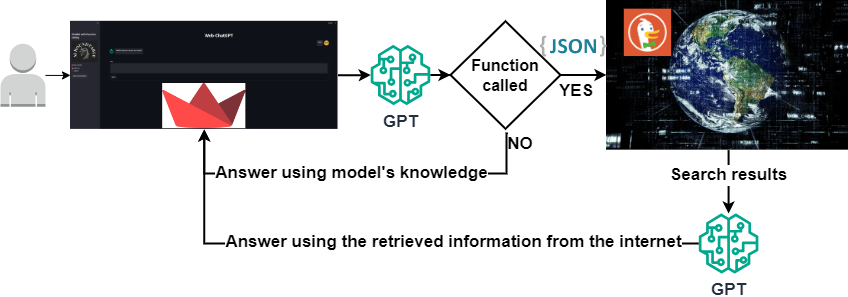 Web ChatGPT
{JSON}
Function
called
YES
GPT
NO
Answer using model's knowledge
Search results
Answer using the retrieved information from the internet
GPT